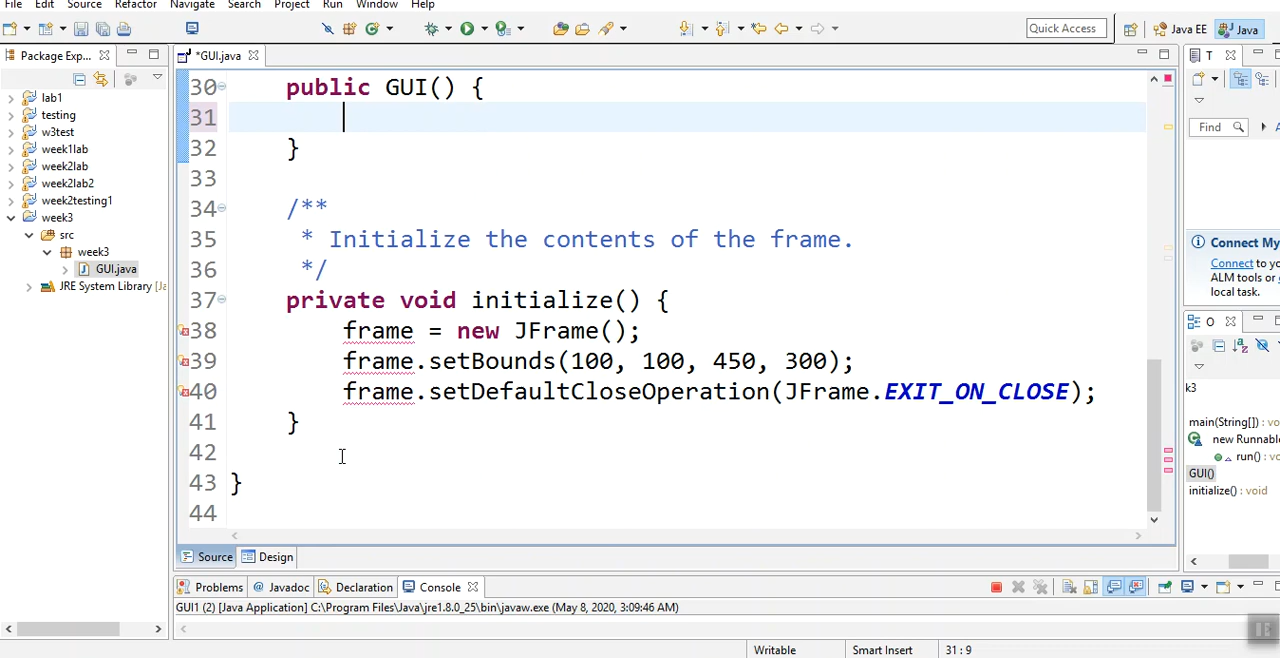 File Edit Source Refactor Navigate Search Project Run Window Help
Quick Access
Java EE
Java
Package Exp...
*GUI.java
T
lab1
testing
w3test
week1lab
week2lab
week2lab2
week2testing1
week3
src
week3
GUI.java
JRE System Library [Ja
30 public GUI() {
31
32 }
33
34 /**
35 * Initialize the contents of the frame.
36 */
37 private void initialize() {
38 frame = new JFrame();
39 frame.setBounds(100, 100, 450, 300);
40 frame.setDefaultCloseOperation(JFrame.EXIT_ON_CLOSE);
41 }
42
43 }
44
Find
A
Connect My
Connect to yo
ALM tools or
local task.
O
k3
main(String[]) : vo
new Runnabl
run() : vo
GUI()
initialize() : void
Source Design
Problems @ Javadoc Declaration Console
GUI1 (2) [Java Application] C:\Program Files\Java\jre1.8.0_25\bin\javaw.exe (May 8, 2020, 3:09:46 AM)
Writable Smart Insert 31 : 9